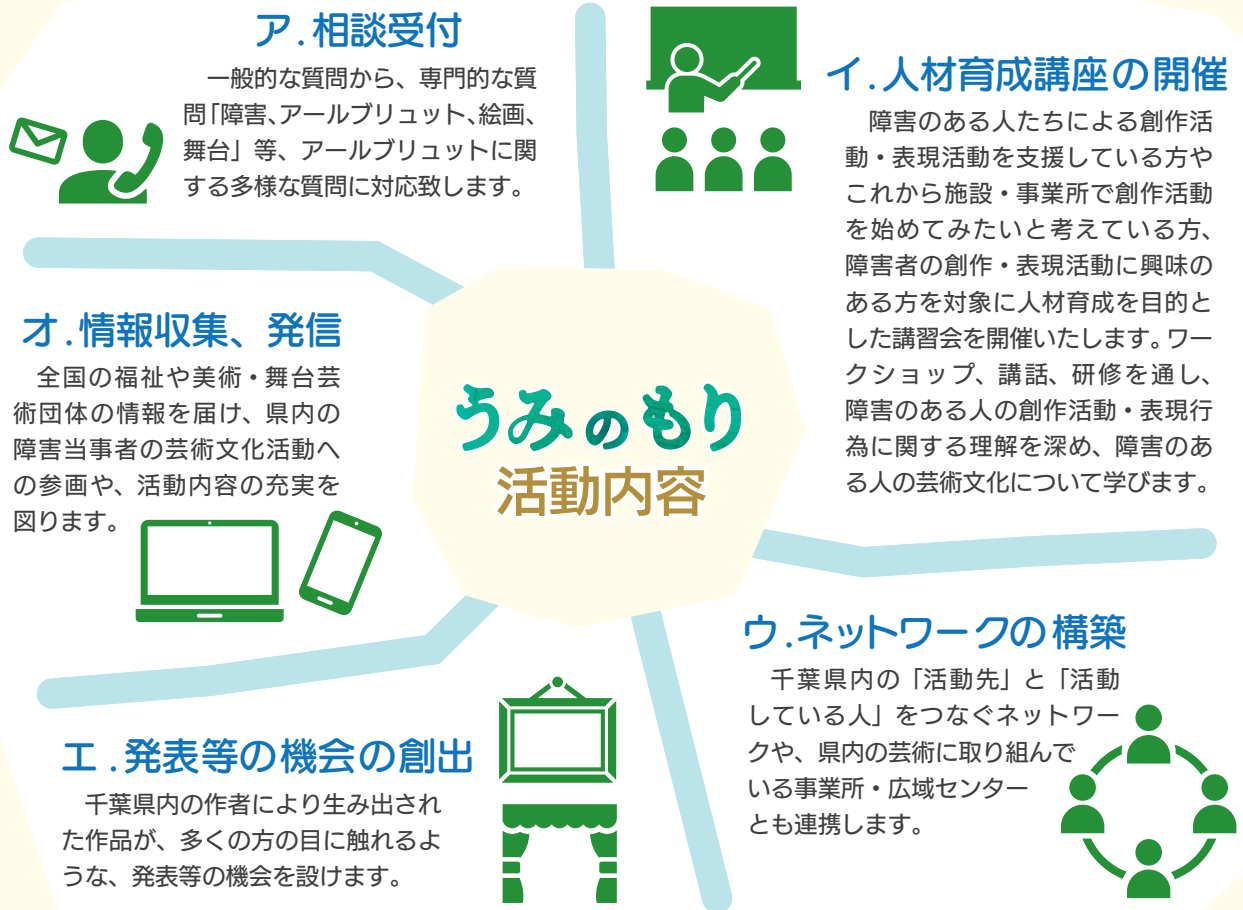 ア.相談受付
一般的な質問から、専門的な質
問「障害、アールブリュット、絵画、
舞台」等、アールブリュットに関
する多様な質問に対応致します。
イ.人材育成講座の開催
障害のある人たちによる創作活
動・表現活動を支援している方や
これから施設・事業所で創作活動
を始めてみたいと考えている方、
障害者の創作・表現活動に興味の
ある方を対象に人材育成を目的と
した講習会を開催いたします。ワー
クショップ、講話、研修を通し、
障害のある人の創作活動・表現行
為に関する理解を深め、障害のあ
る人の芸術文化について学びます。
オ.情報収集、発信
全国の福祉や美術・舞台芸
術団体の情報を届け、県内の
障害当事者の芸術文化活動へ
の参画や、活動内容の充実を
図ります。
うみのもり
活動内容
ウ.ネットワークの構築
千葉県内の「活動先」と「活動
している人」をつなぐネットワー
クや、県内の芸術に取り組んで
いる事業所・広域センター
とも連携します。
エ.発表等の機会の創出
千葉県内の作者により生み出され
た作品が、多くの方の目に触れるよ
うな、発表等の機会を設けます。